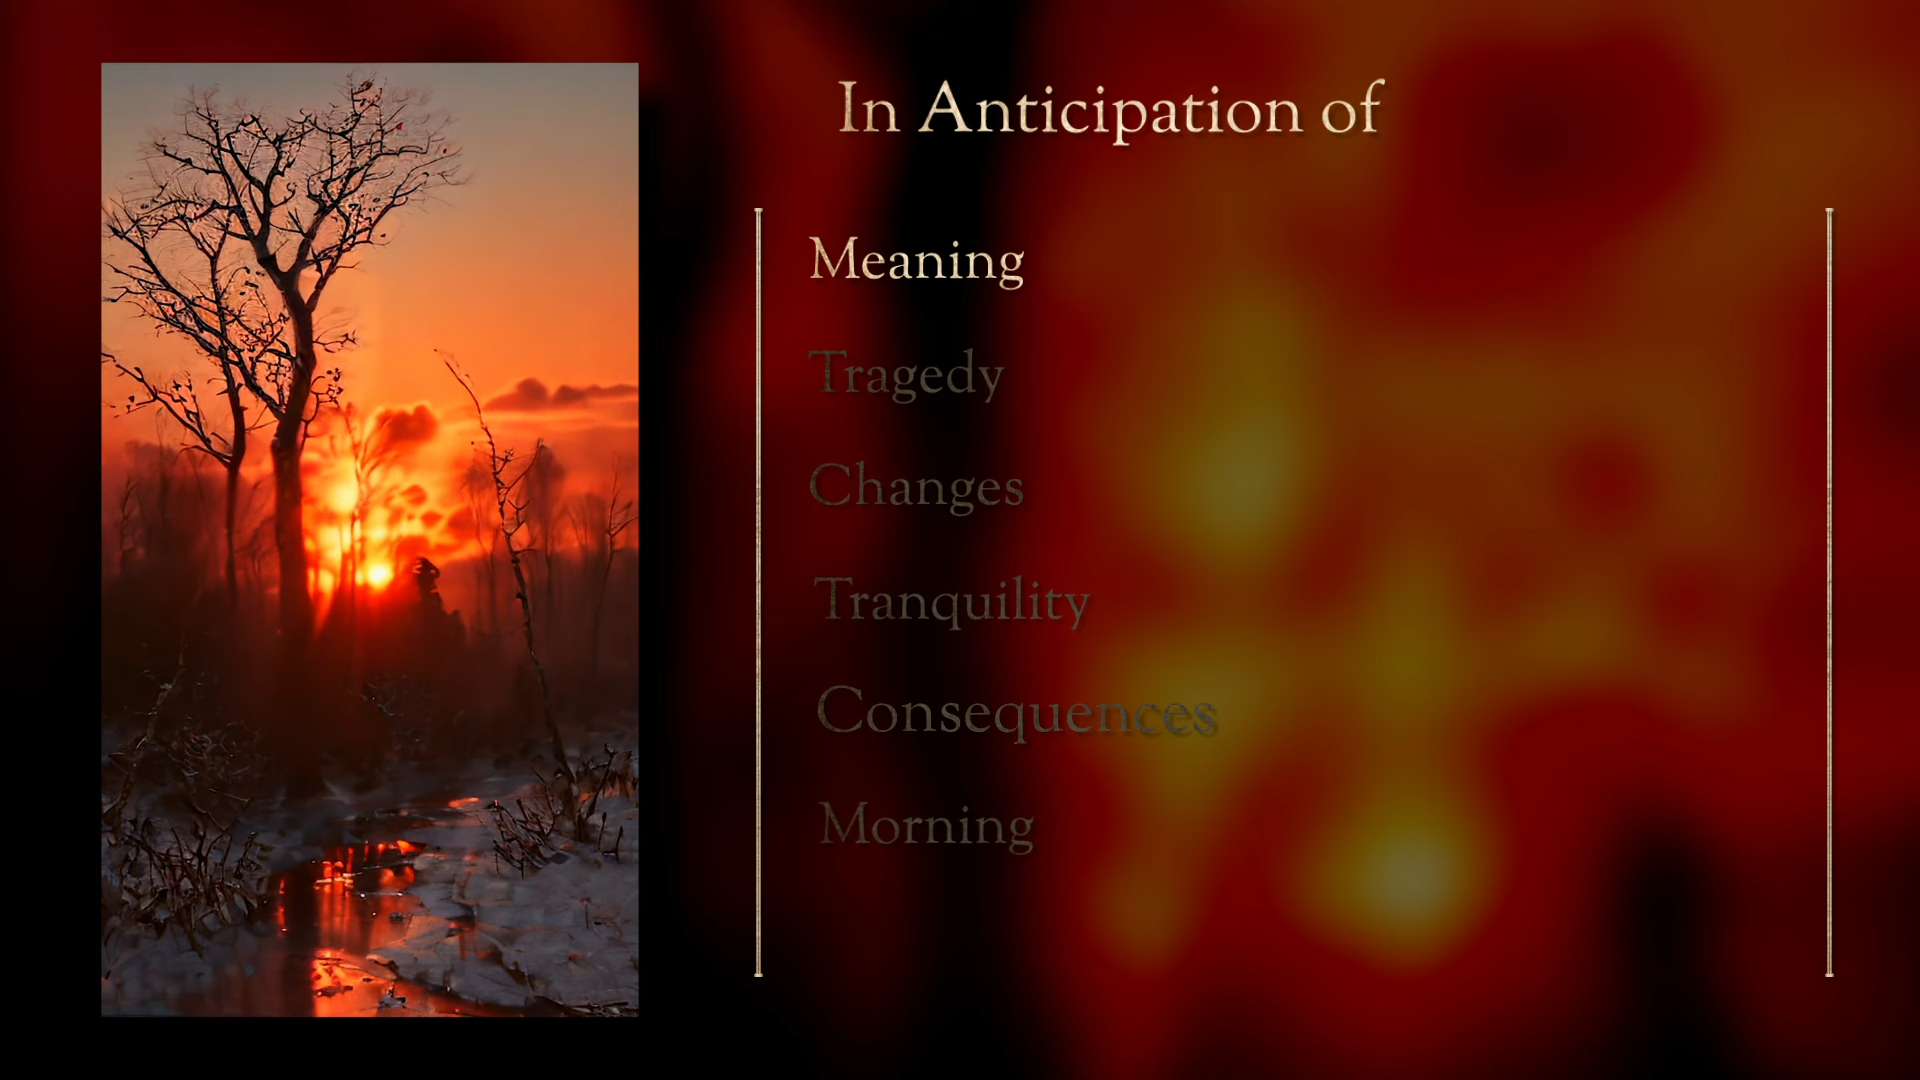 In Anticipation of
Meaning
Tragedy
Changes
Tranquility
Consequences
Morning